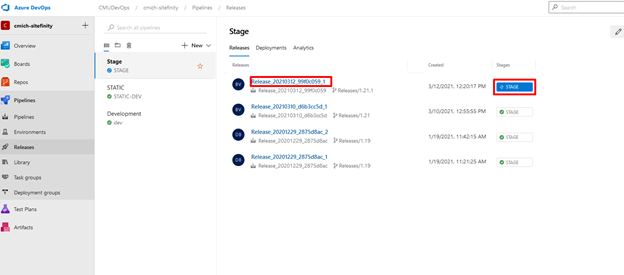 Azure DevOps
CMUDevOps / cmich-sitefinity / Pipelines / Releases
Search
cmich-sitefinity
Search all pipelines
Stage
Releases Deployments Analytics
Overview
Boards
Repos
Pipelines
Pipelines
Environments
Releases
Library
Task groups
Deployment groups
Test Plans
Artifacts
New
Stage
STAGE
STATIC
STATIC-DEV
Development
dev
Releases Created Stages
BV Release_20210312_99f0c059_1 3/12/2021, 12:20:17 PM STAGE
Release_20210312_99f0c059 Releases/1.21.1
BV Release_20210310_d6b3cc5d_1 3/10/2021, 12:55:55 PM STAGE
Release_20210310_d6b3cc5d Releases/1.21
DB Release_20201229_2875d8ac_2 1/19/2021, 11:42:15 AM STAGE
Release_20201229_2875d8ac Releases/1.19
DB Release_20201229_2875d8ac_1 1/19/2021, 11:21:25 AM STAGE
Release_20201229_2875d8ac Releases/1.19